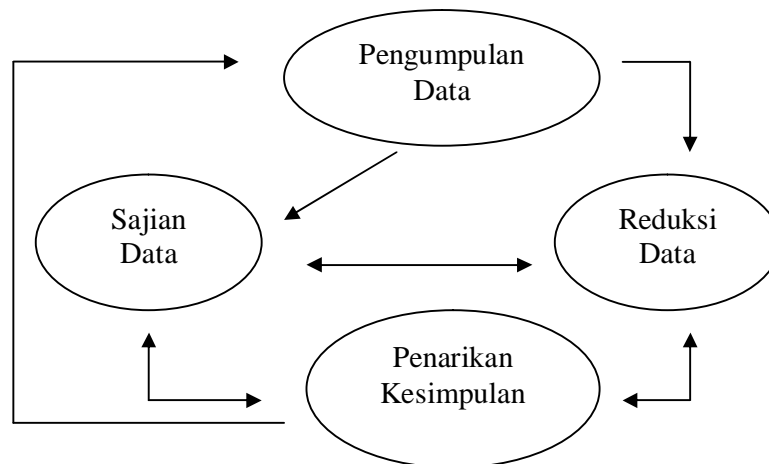 Pengumpulan
Data
Sajian
Data
Reduksi
Data
Penarikan
Kesimpulan